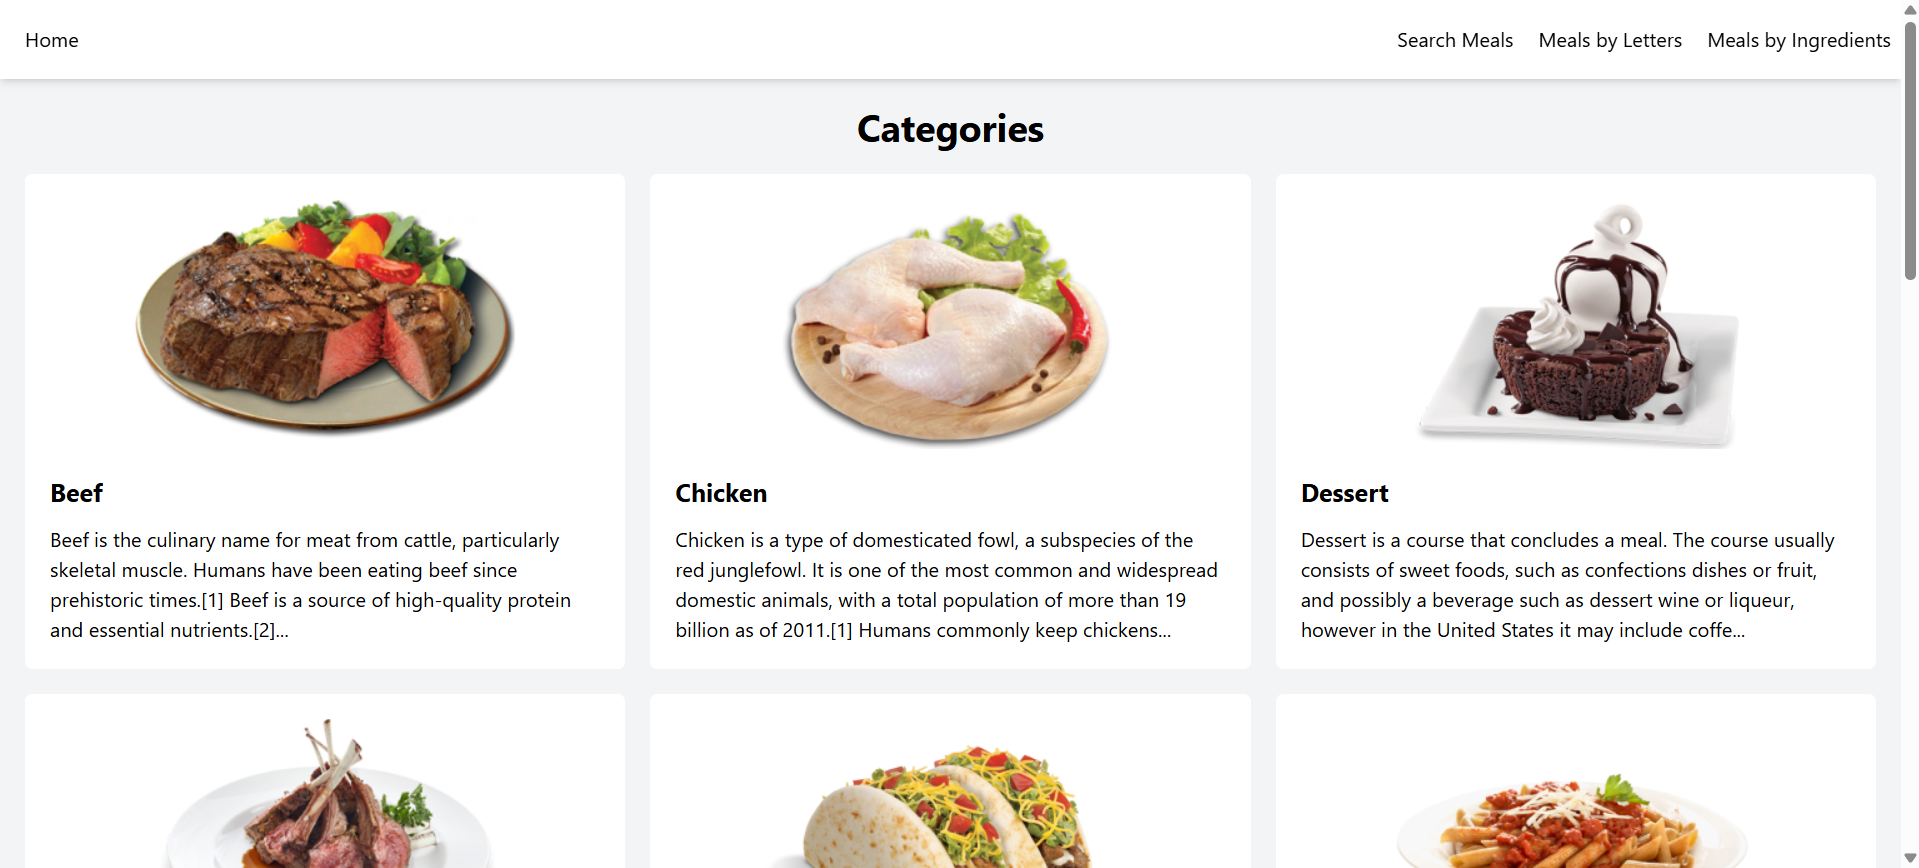 Home
Search Meals
Meals by Letters
Meals by Ingredients
Categories
Beef
Beef is the culinary name for meat from cattle, particularly
skeletal muscle. Humans have been eating beef since
prehistoric times.[1] Beef is a source of high-quality protein
and essential nutrients.[2]...
Chicken
Chicken is a type of domesticated fowl, a subspecies of the
red junglefowl. It is one of the most common and widespread
domestic animals, with a total population of more than 19
billion as of 2011.[1] Humans commonly keep chickens...
Dessert
Dessert is a course that concludes a meal. The course usually
consists of sweet foods, such as confections dishes or fruit,
and possibly a beverage such as dessert wine or liqueur,
however in the United States it may include coffe...